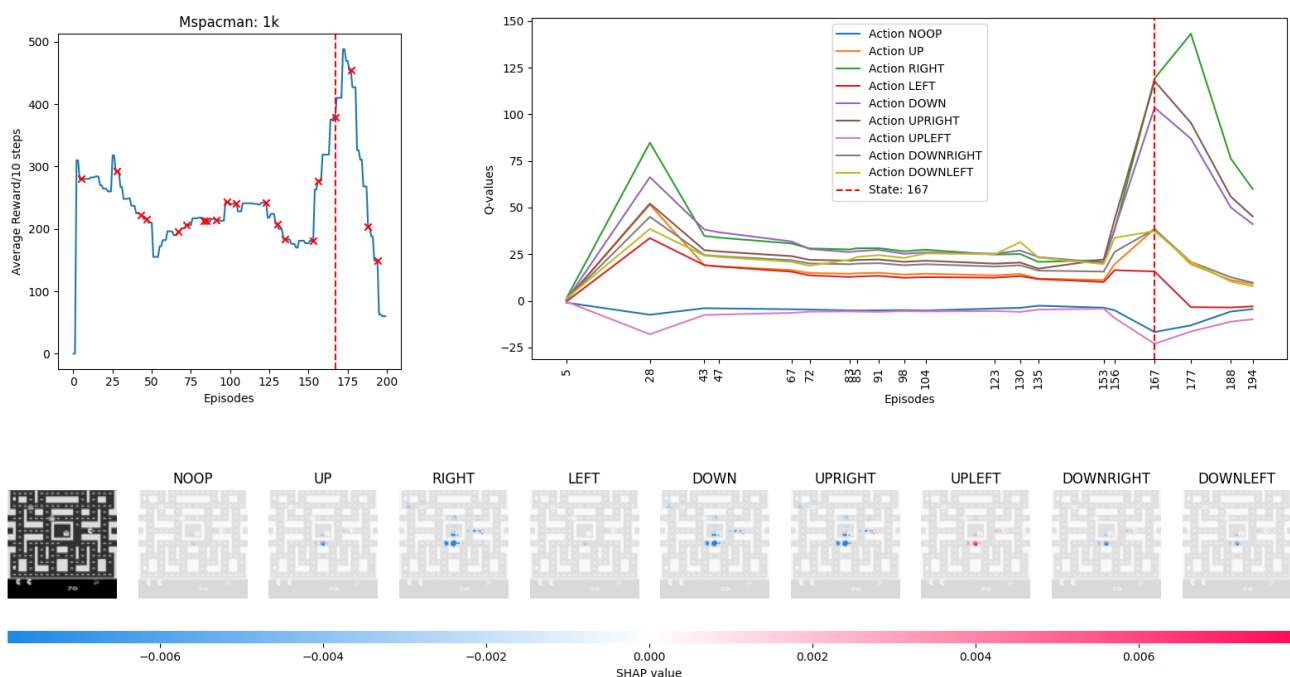 Mspacman: 1k
Average Reward/10 steps
500
400
300
200
100
0
0 25 50 75 100 125 150 175 200
Episodes
Q-values
150
125
100
75
50
25
0
−25
Action NOOP
Action UP
Action RIGHT
Action LEFT
Action DOWN
Action UPRIGHT
Action UPLEFT
Action DOWNRIGHT
Action DOWNLEFT
State: 167
5 28 43 47 67 72 83 85 91 98 104 123 130 135 153 156 167 177 188 194
Episodes
NOOP UP RIGHT LEFT DOWN UPRIGHT UPLEFT DOWNRIGHT DOWNLEFT
−0.006 −0.004 −0.002 0.000 0.002 0.004 0.006
SHAP value